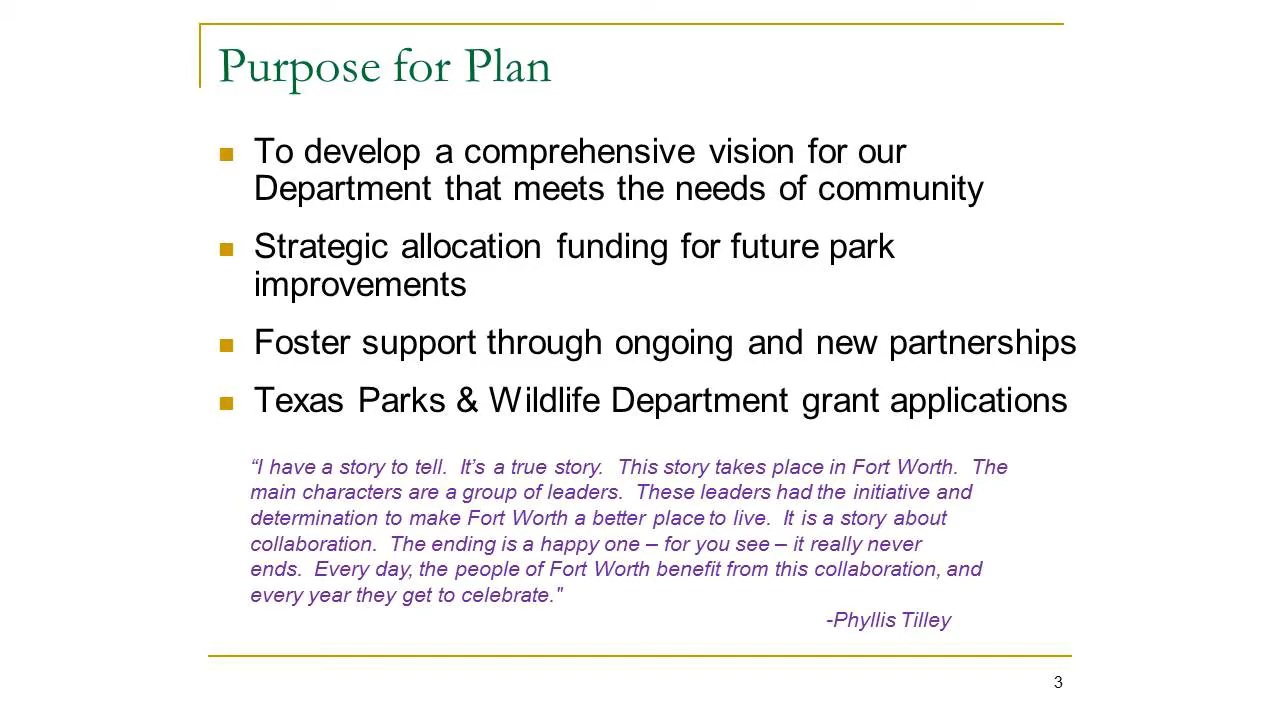 Purpose for Plan
To develop a comprehensive vision for our
Department that meets the needs of community
Strategic allocation funding for future park
improvements
Foster support through ongoing and new partnerships
Texas Parks & Wildlife Department grant applications
“I have a story to tell.  It’s a true story.  This story takes place in Fort Worth.  The
main characters are a group of leaders.  These leaders had the initiative and
determination to make Fort Worth a better place to live.  It is a story about
collaboration.  The ending is a happy one – for you see – it really never
ends.  Every day, the people of Fort Worth benefit from this collaboration, and
every year they get to celebrate."
-Phyllis Tilley
3